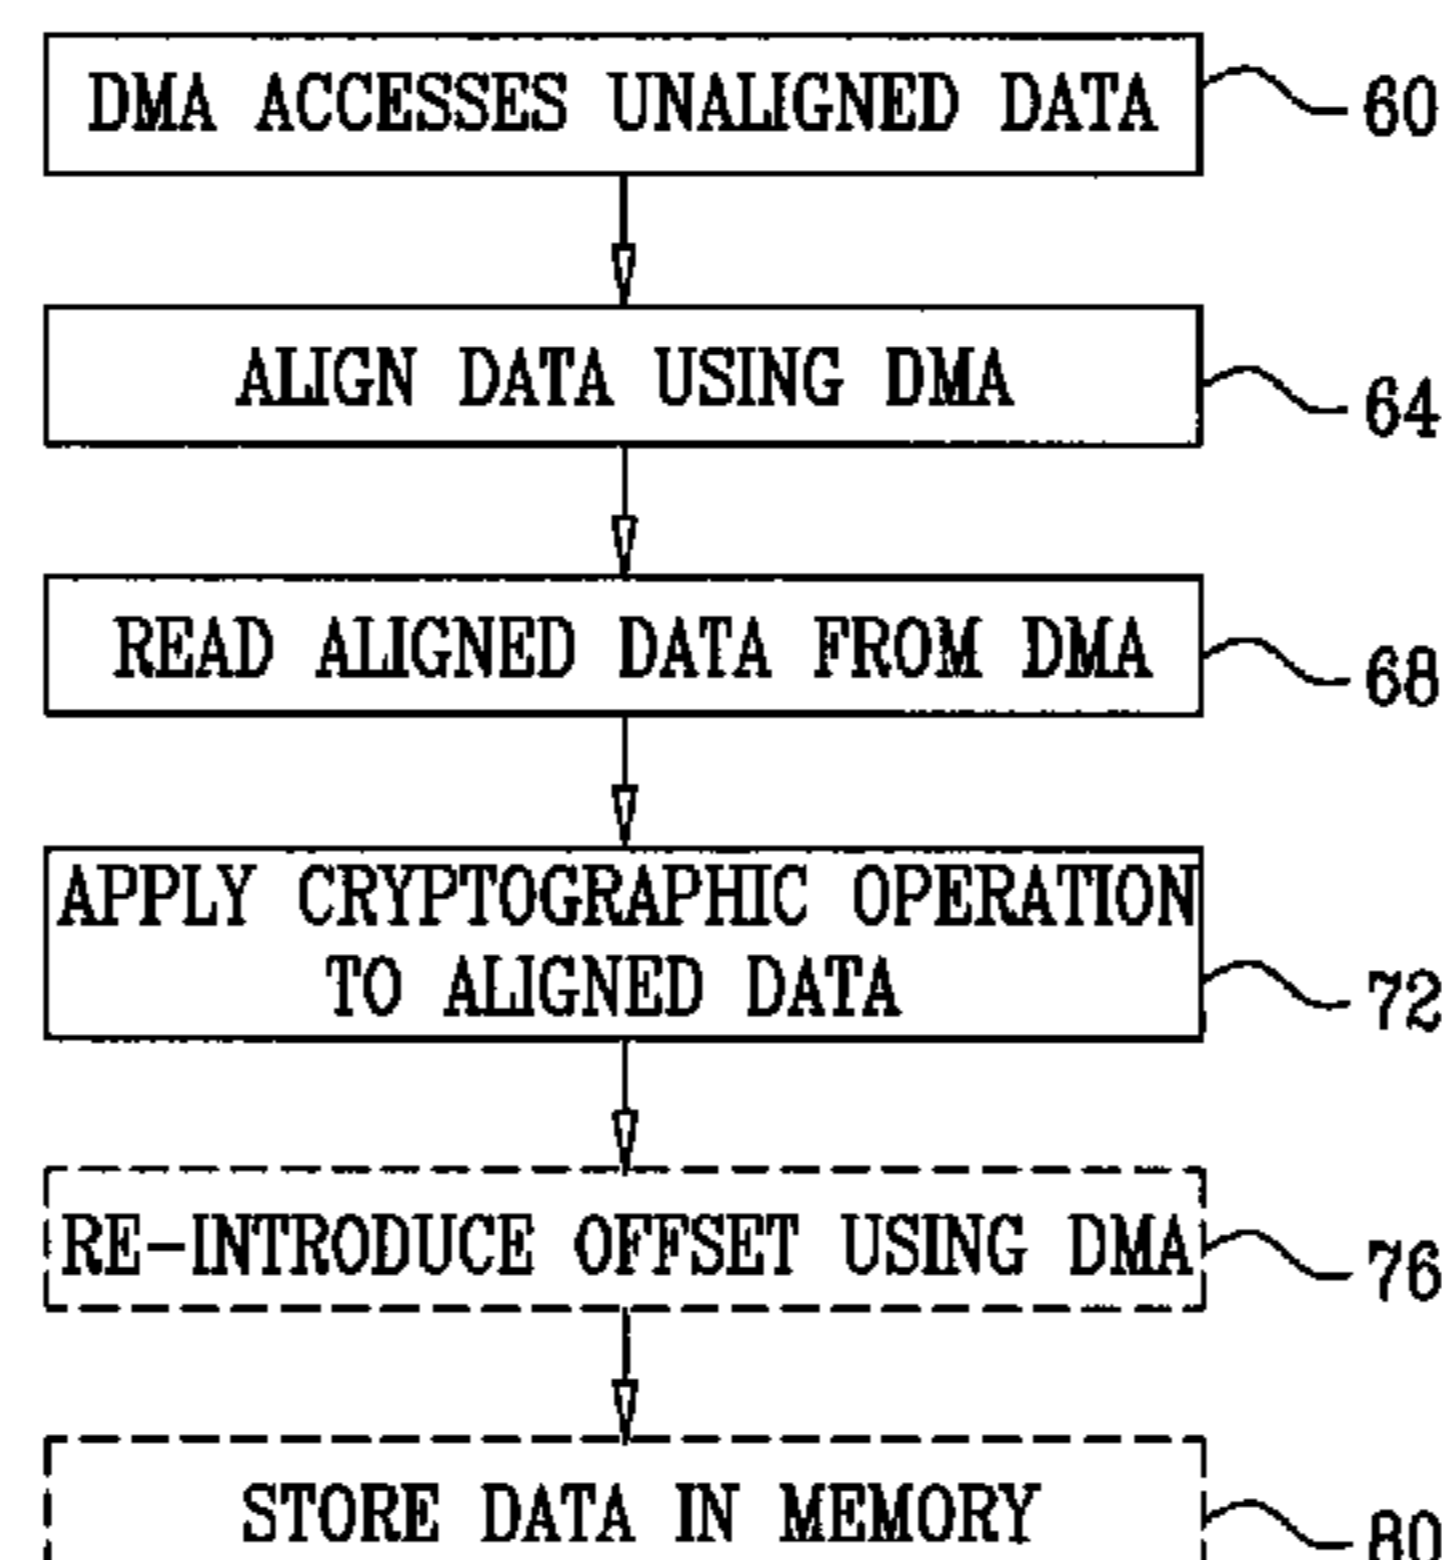 DMA ACCESSES UNALIGNED DATA 60
ALIGN DATA USING DMA 64
READ ALIGNED DATA FROM DMA 68
APPLY CRYPTOGRAPHIC OPERATION
TO ALIGNED DATA 72
RE-INTRODUCE OFFSET USING DMA 76
STORE DATA IN MEMORY 80